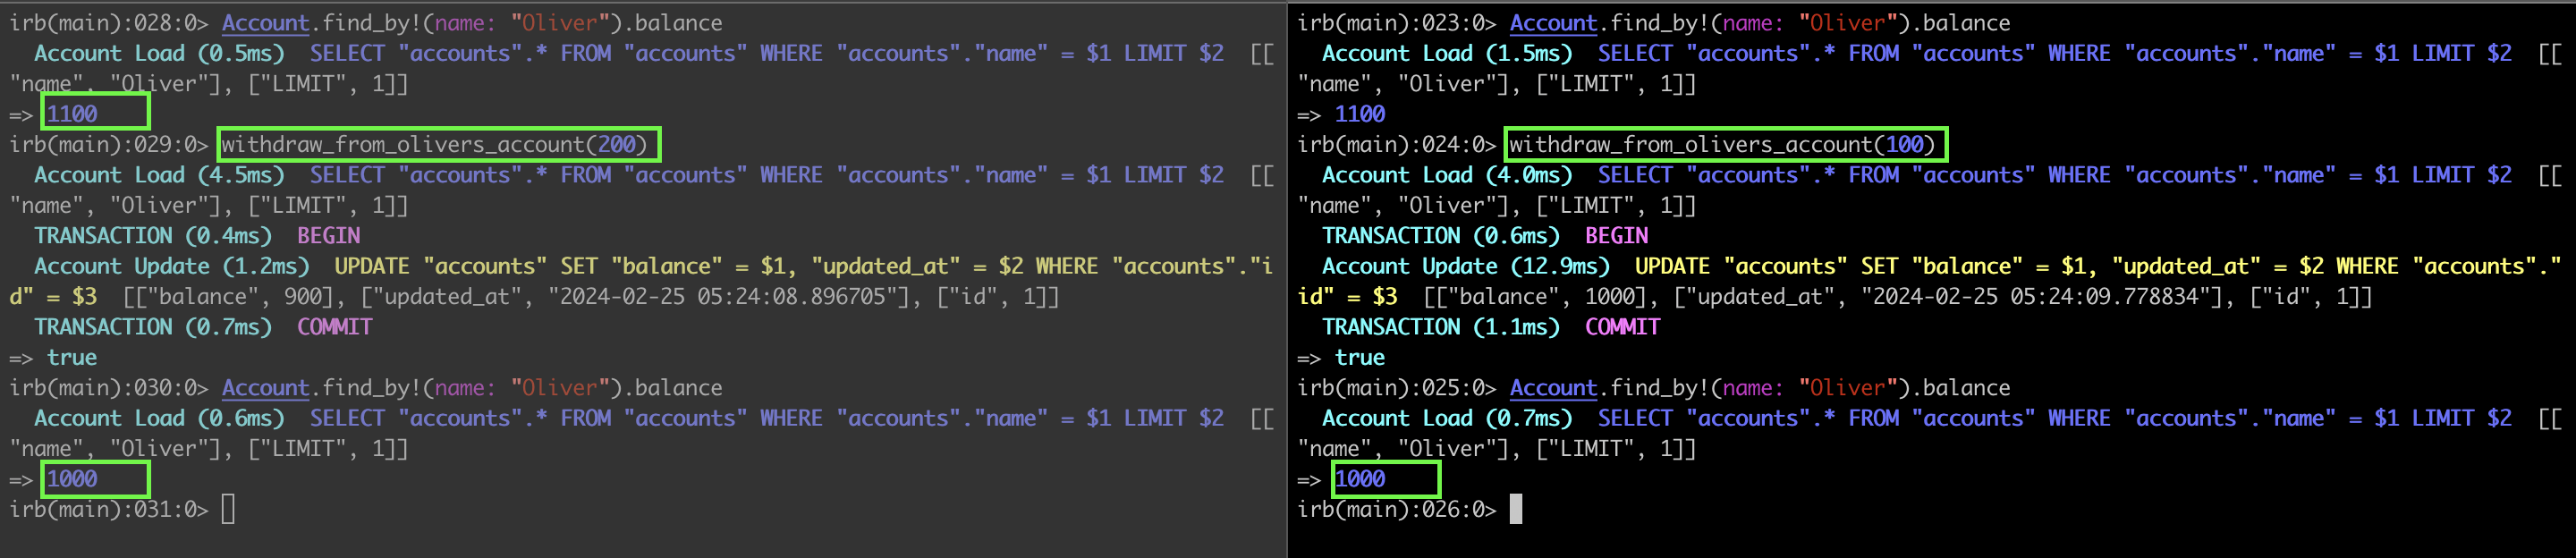 irb(main):028:0> Account.find_by!(name: "Oliver").balance
  Account Load (0.5ms)  SELECT "accounts".* FROM "accounts" WHERE "accounts"."name" = $1 LIMIT $2  [[
"name", "Oliver"], ["LIMIT", 1]]
=> 1100
irb(main):029:0> withdraw_from_olivers_account(200)
  Account Load (4.5ms)  SELECT "accounts".* FROM "accounts" WHERE "accounts"."name" = $1 LIMIT $2  [[
"name", "Oliver"], ["LIMIT", 1]]
  TRANSACTION (0.4ms)  BEGIN
  Account Update (1.2ms)  UPDATE "accounts" SET "balance" = $1, "updated_at" = $2 WHERE "accounts"."i
d" = $3  [["balance", 900], ["updated_at", "2024-02-25 05:24:08.896705"], ["id", 1]]
  TRANSACTION (0.7ms)  COMMIT
=> true
irb(main):030:0> Account.find_by!(name: "Oliver").balance
  Account Load (0.6ms)  SELECT "accounts".* FROM "accounts" WHERE "accounts"."name" = $1 LIMIT $2  [[
"name", "Oliver"], ["LIMIT", 1]]
=> 1000
irb(main):031:0>
irb(main):023:0> Account.find_by!(name: "Oliver").balance
  Account Load (1.5ms)  SELECT "accounts".* FROM "accounts" WHERE "accounts"."name" = $1 LIMIT $2  [[
"name", "Oliver"], ["LIMIT", 1]]
=> 1100
irb(main):024:0> withdraw_from_olivers_account(100)
  Account Load (4.0ms)  SELECT "accounts".* FROM "accounts" WHERE "accounts"."name" = $1 LIMIT $2  [[
"name", "Oliver"], ["LIMIT", 1]]
  TRANSACTION (0.6ms)  BEGIN
  Account Update (12.9ms)  UPDATE "accounts" SET "balance" = $1, "updated_at" = $2 WHERE "accounts"."
id" = $3  [["balance", 1000], ["updated_at", "2024-02-25 05:24:09.778834"], ["id", 1]]
  TRANSACTION (1.1ms)  COMMIT
=> true
irb(main):025:0> Account.find_by!(name: "Oliver").balance
  Account Load (0.7ms)  SELECT "accounts".* FROM "accounts" WHERE "accounts"."name" = $1 LIMIT $2  [[
"name", "Oliver"], ["LIMIT", 1]]
=> 1000
irb(main):026:0>